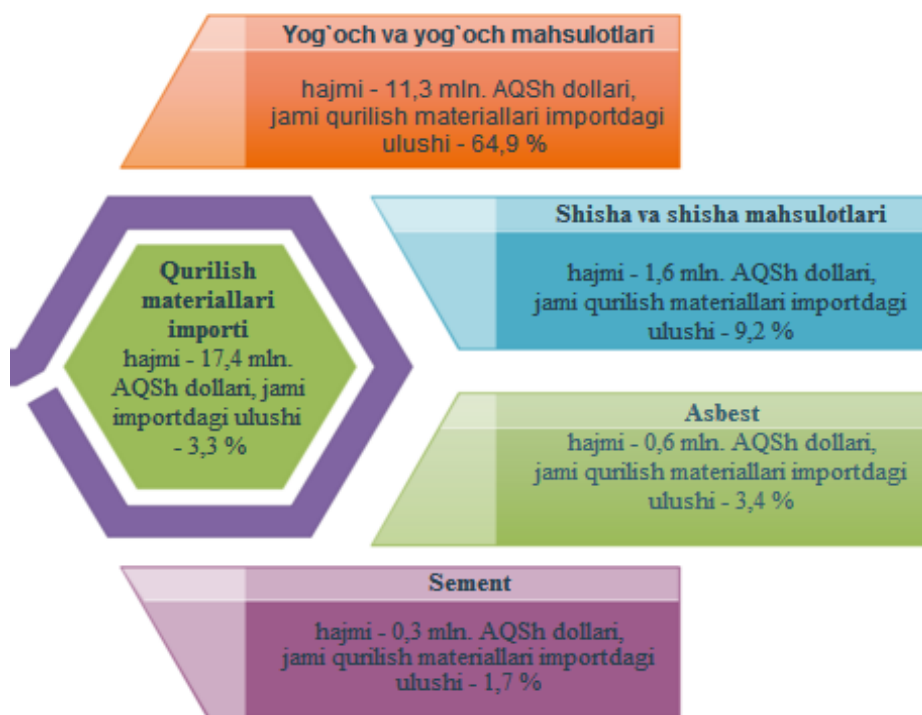 Yog`och va yog`och mahsulotlari
hajmi - 11,3 mln. AQSh dollari,
jami qurilish materiallari importdagi
ulushi - 64,9 %
Shisha va shisha mahsulotlari
hajmi - 1,6 mln. AQSh dollari,
jami qurilish materiallari importdagi
ulushi - 9,2 %
Qurilish
materiallari
importi
hajmi - 17,4 mln.
AQSh dollari, jami
importdagi ulushi
- 3,3 %
Asbest
hajmi - 0,6 mln. AQSh dollari,
jami qurilish materiallari importdagi
ulushi - 3,4 %
Sement
hajmi - 0,3 mln. AQSh dollari,
jami qurilish materiallari importdagi
ulushi - 1,7 %